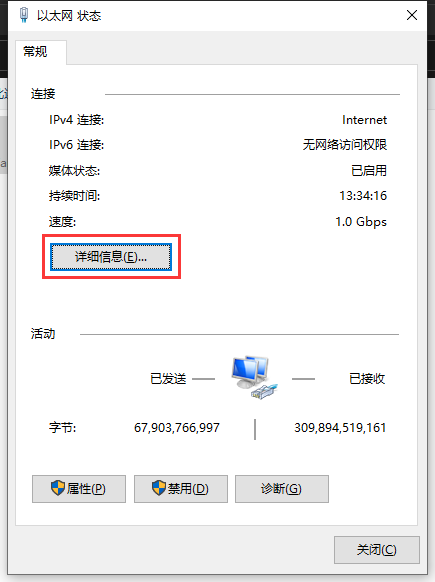 以太网 状态
常规
连接
IPv4 连接: Internet
IPv6 连接: 无网络访问权限
媒体状态: 已启用
持续时间: 13:34:16
速度: 1.0 Gbps
详细信息(E)...
活动
已发送 已接收
字节: 67,903,766,997 309,894,519,161
属性(P) 禁用(D) 诊断(G)
关闭(C)